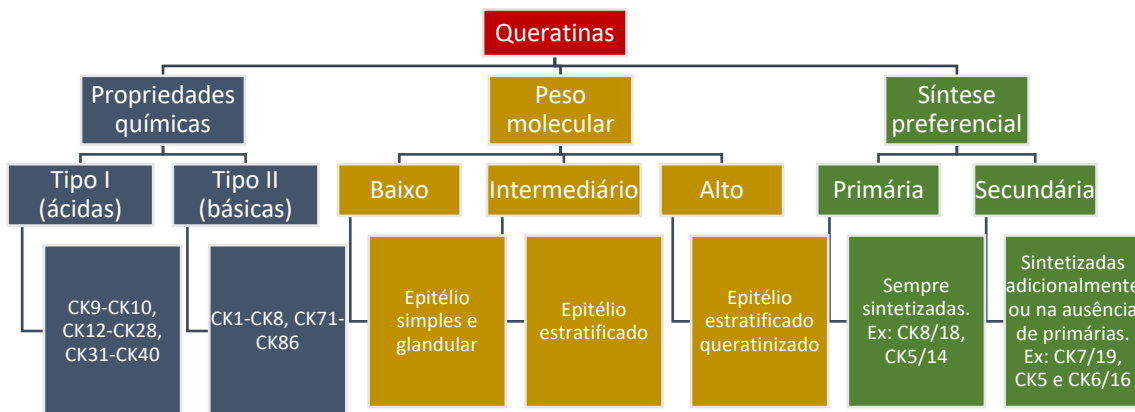 Queratinas
Propriedades
químicas
Peso
molecular
Síntese
preferencial
Tipo I
(ácidas)
Tipo II
(básicas)
Baixo
Intermediário
Alto
Primária
Secundária
CK9-CK10,
CK12-CK28,
CK31-CK40
CK1-CK8, CK71-
CK86
Epitélio
simples e
glandular
Epitélio
estratificado
Epitélio
estratificado
queratinizado
Sempre
sintetizadas.
Ex: CK8/18,
CK5/14
Sintetizadas
adicionalmente
ou na ausência
de primárias.
Ex: CK7/19,
CK5 e CK6/16